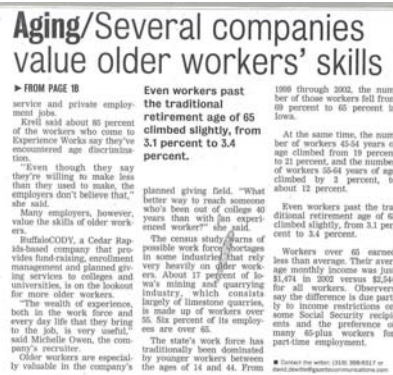 Aging/Several companies
value older workers' skills
▶ FROM PAGE 1B
service and private employ-
ment jobs.
Krell said about 85 percent
of the workers who come to
Experience Works say they've
encountered age discrimina-
tion.
"Even though they say
they're willing to make less
than they used to make, the
employers don't believe that,"
she said.
Many employers, however,
value the skills of older work-
ers.
RuffaloCODY, a Cedar Rap-
ids-based company that pro-
vides fund-raising, enrollment
management and planned giv-
ing services to colleges and
universities, is on the lookout
for more older workers.
"The wealth of experience,
both in the work force and
every day life that they bring
to the job, is very useful,"
said Michelle Owen, the com-
pany's recruiter.
Older workers are especial-
ly valuable in the company's
Even workers past
the traditional
retirement age of 65
climbed slightly, from
3.1 percent to 3.4
percent.
planned giving field. "What
better way to reach someone
who's been out of college 40
years than with an experi-
enced worker?" she said.
The census study warns of
possible work force shortages
in some industries that rely
very heavily on older work-
ers. About 17 percent of Io-
wa's mining and quarrying
industry, which consists
largely of limestone quarries,
is made up of workers over
55. Six percent of its employ-
ees are over 65.
The state's work force has
traditionally been dominated
by younger workers between
the ages of 14 and 44. From
1998 through 2002, the num
ber of those workers fell from
69 percent to 65 percent i
Iowa.
At the same time, the num
ber of workers 45-54 years o
age climbed from 19 percen
to 21 percent, and the numbe
of workers 55-64 years of ag
climbed by 2 percent, t
about 12 percent.
Even workers past the tra
ditional retirement age of 6
climbed slightly, from 3.1 per
cent to 3.4 percent.
Workers over 65 earne
less than average. Their aver
age monthly income was jus
$1,474 in 2002 versus $2,54
for all workers. Observer
say the difference is due part
ly to income restrictions o
some Social Security recipi
ents and the preference o
many 65-plus workers fo
part-time employment.
■ Contact the writer: (319) or